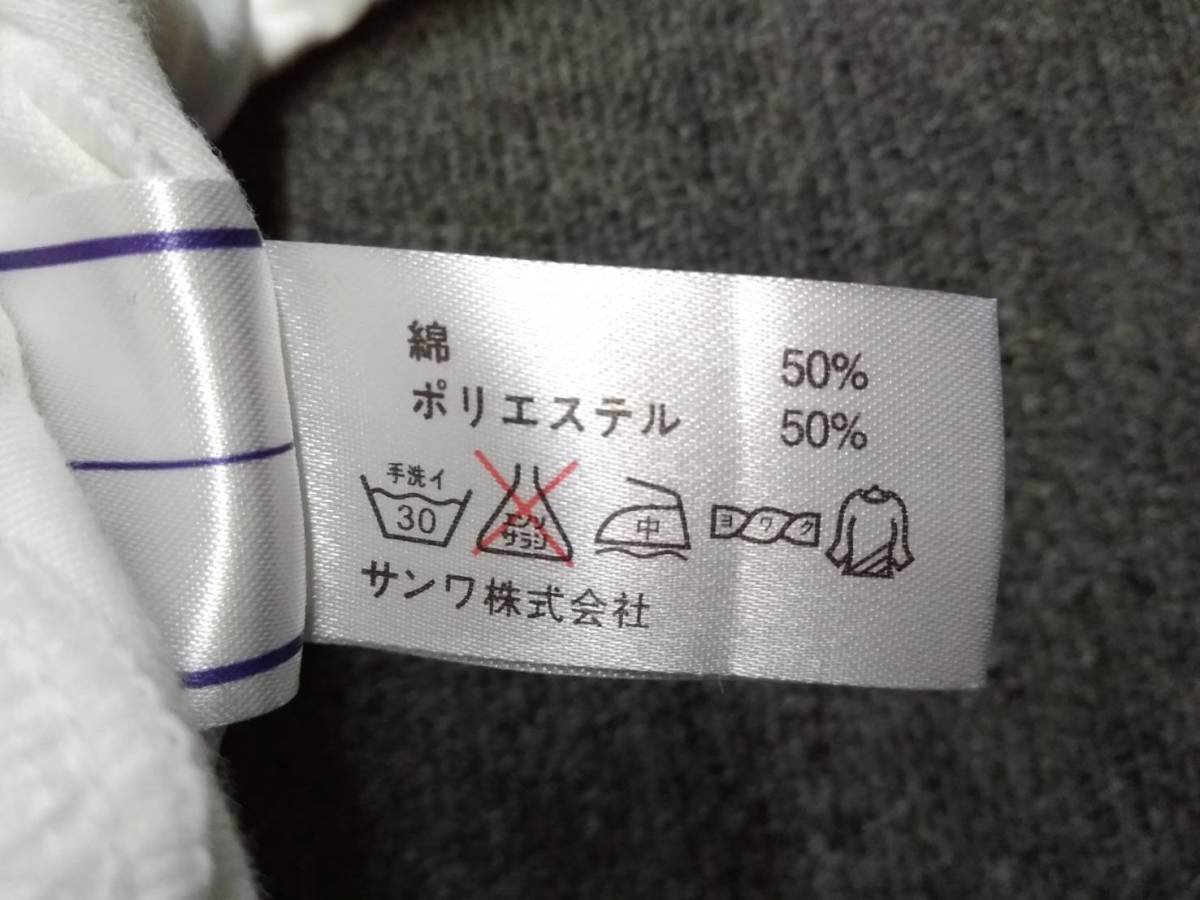 綿 50%
ポリエステル 50%
手洗イ
30
エンソ
サラシ
中
ヨワク
サンワ株式会社